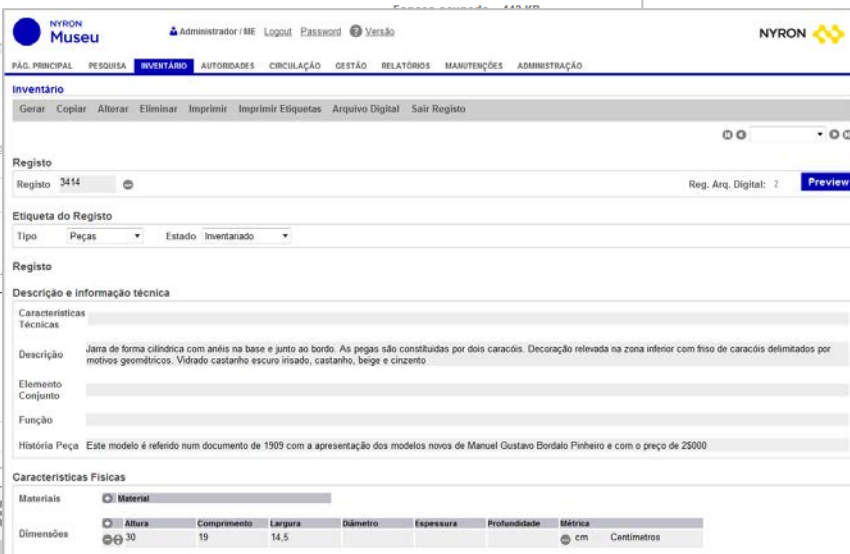 NYRON
Museu
Administrador / ME Logout Password Versão
NYRON
PÁG. PRINCIPAL PESQUISA INVENTÁRIO AUTORIDADES CIRCULAÇÃO GESTÃO RELATÓRIOS MANUTENÇÕES ADMINISTRAÇÃO
Inventário
Gerar Copiar Alterar Eliminar Imprimir Imprimir Etiquetas Arquivo Digital Sair Registo
Registo
Registo 3414 Reg. Arq. Digital: 2 Preview
Etiqueta do Registo
Tipo Peças Estado Inventariado
Registo
Descrição e informação técnica
Características
Técnicas
Descrição Jarra de forma cilíndrica com anéis na base e junto ao bordo. As pegas são constituídas por dois caracóis. Decoração relevada na zona inferior com friso de caracóis delimitados por
motivos geométricos. Vidrado castanho escuro irisado, castanho, beige e cinzento
Elemento
Conjunto
Função
História Peça Este modelo é referido num documento de 1909 com a apresentação dos modelos novos de Manuel Gustavo Bordalo Pinheiro e com o preço de 2$000
Características Físicas
Materiais Material
Altura Comprimento Largura Diâmetro Espessura Profundidade Métrica
Dimensões 30 19 14,5 cm Centímetros